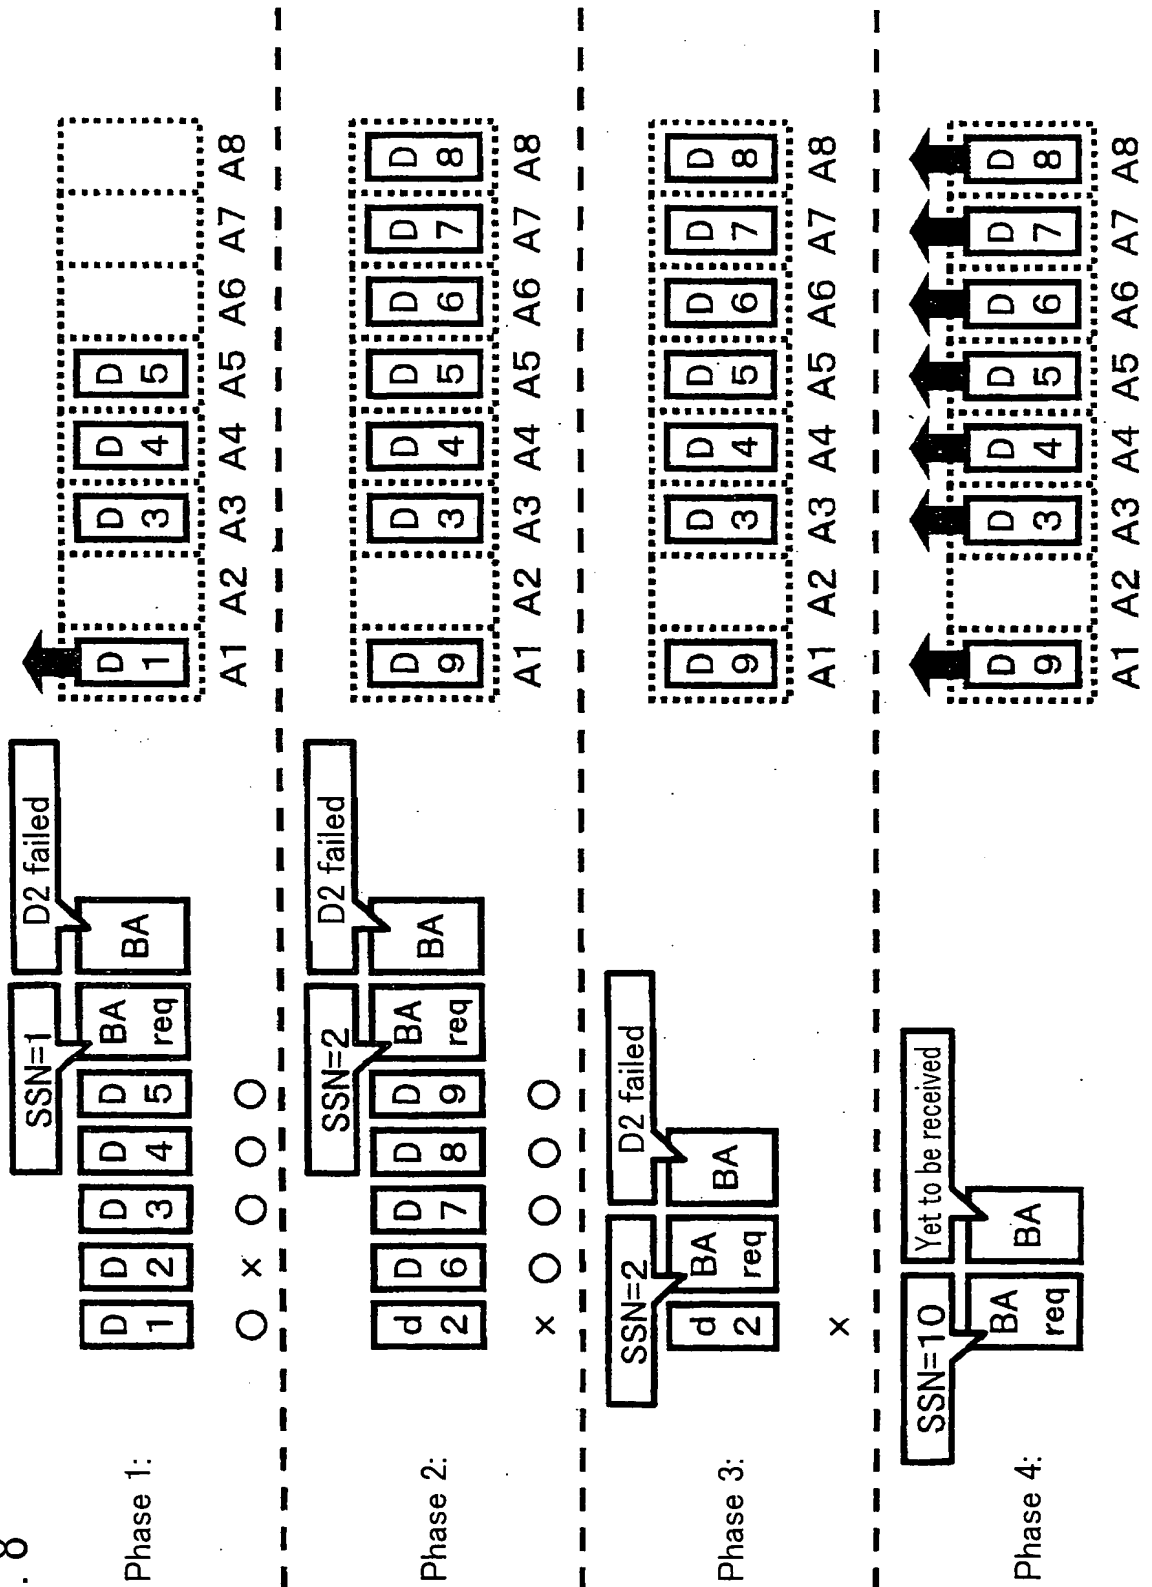 . 8
SSN=1 D2 failed
Phase 1: D 1 D 2 D 3 D 4 D 5 BA req BA D 1 D 3 D 4 D 5
○ × ○ ○ ○ A1 A2 A3 A4 A5 A6 A7 A8
SSN=2 D2 failed
Phase 2: d 2 D 6 D 7 D 8 D 9 BA req BA D 9 D 3 D 4 D 5 D 6 D 7 D 8
× ○ ○ ○ ○ A1 A2 A3 A4 A5 A6 A7 A8
SSN=2 D2 failed
Phase 3: d 2 BA req BA D 9 D 3 D 4 D 5 D 6 D 7 D 8
× A1 A2 A3 A4 A5 A6 A7 A8
SSN=10 Yet to be received
Phase 4: BA req BA D 9 D 3 D 4 D 5 D 6 D 7 D 8
A1 A2 A3 A4 A5 A6 A7 A8